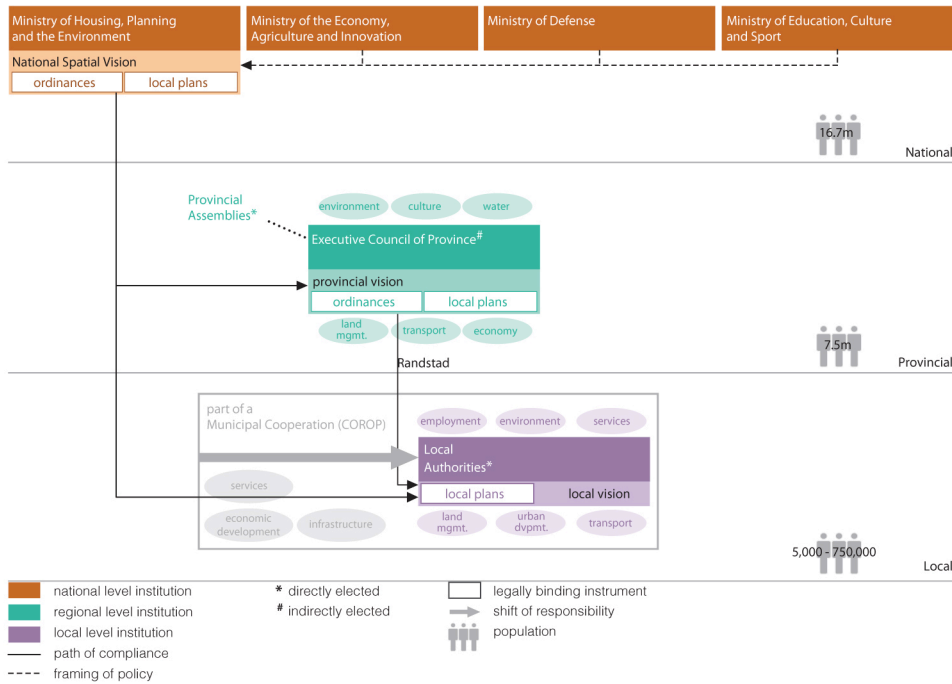 Ministry of Housing, Planning
and the Environment
Ministry of the Economy,
Agriculture and Innovation
Ministry of Defense
Ministry of Education, Culture
and Sport
National Spatial Vision
ordinances
local plans
16.7m
National
Provincial
Assemblies*
environment
culture
water
Executive Council of Province#
provincial vision
ordinances
local plans
land
mgmt.
transport
economy
7.5m
Randstad
Provincial
part of a
Municipal Cooperation (COROP)
employment
environment
services
Local
Authorities*
services
local plans
local vision
economic
development
infrastructure
land
mgmt.
urban
dvpmt.
transport
5,000 - 750,000
Local
national level institution
regional level institution
local level institution
path of compliance
framing of policy
* directly elected
# indirectly elected
legally binding instrument
shift of responsibility
population